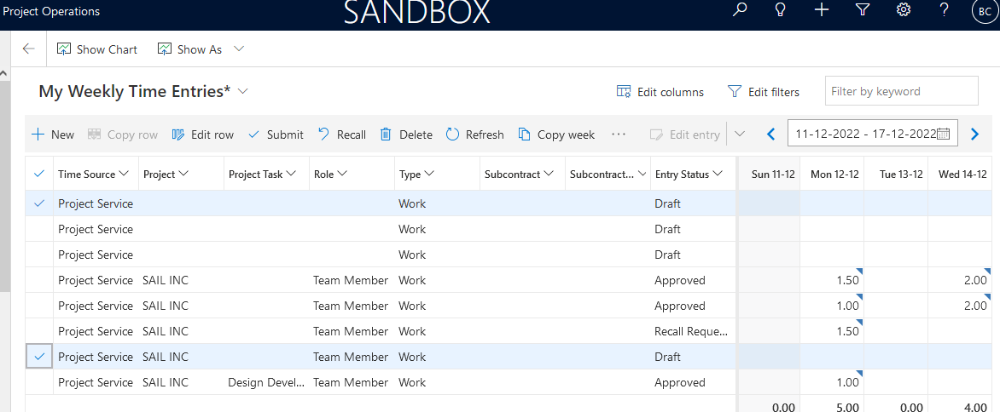 Project Operations SANDBOX ? BC
Show Chart Show As
My Weekly Time Entries* Edit columns Edit filters Filter by keyword
New Copy row Edit row Submit Recall Delete Refresh Copy week ... Edit entry 11-12-2022 - 17-12-2022
Time Source Project Project Task Role Type Subcontract Subcontract... Entry Status Sun 11-12 Mon 12-12 Tue 13-12 Wed 14-12
Project Service Work Draft
Project Service Work Draft
Project Service Work Draft
Project Service SAIL INC Team Member Work Approved 1.50 2.00
Project Service SAIL INC Team Member Work Approved 1.00 2.00
Project Service SAIL INC Team Member Work Recall Reque... 1.50
Project Service SAIL INC Team Member Work Draft
Project Service SAIL INC Design Devel... Team Member Work Approved 1.00
0.00 5.00 0.00 4.00